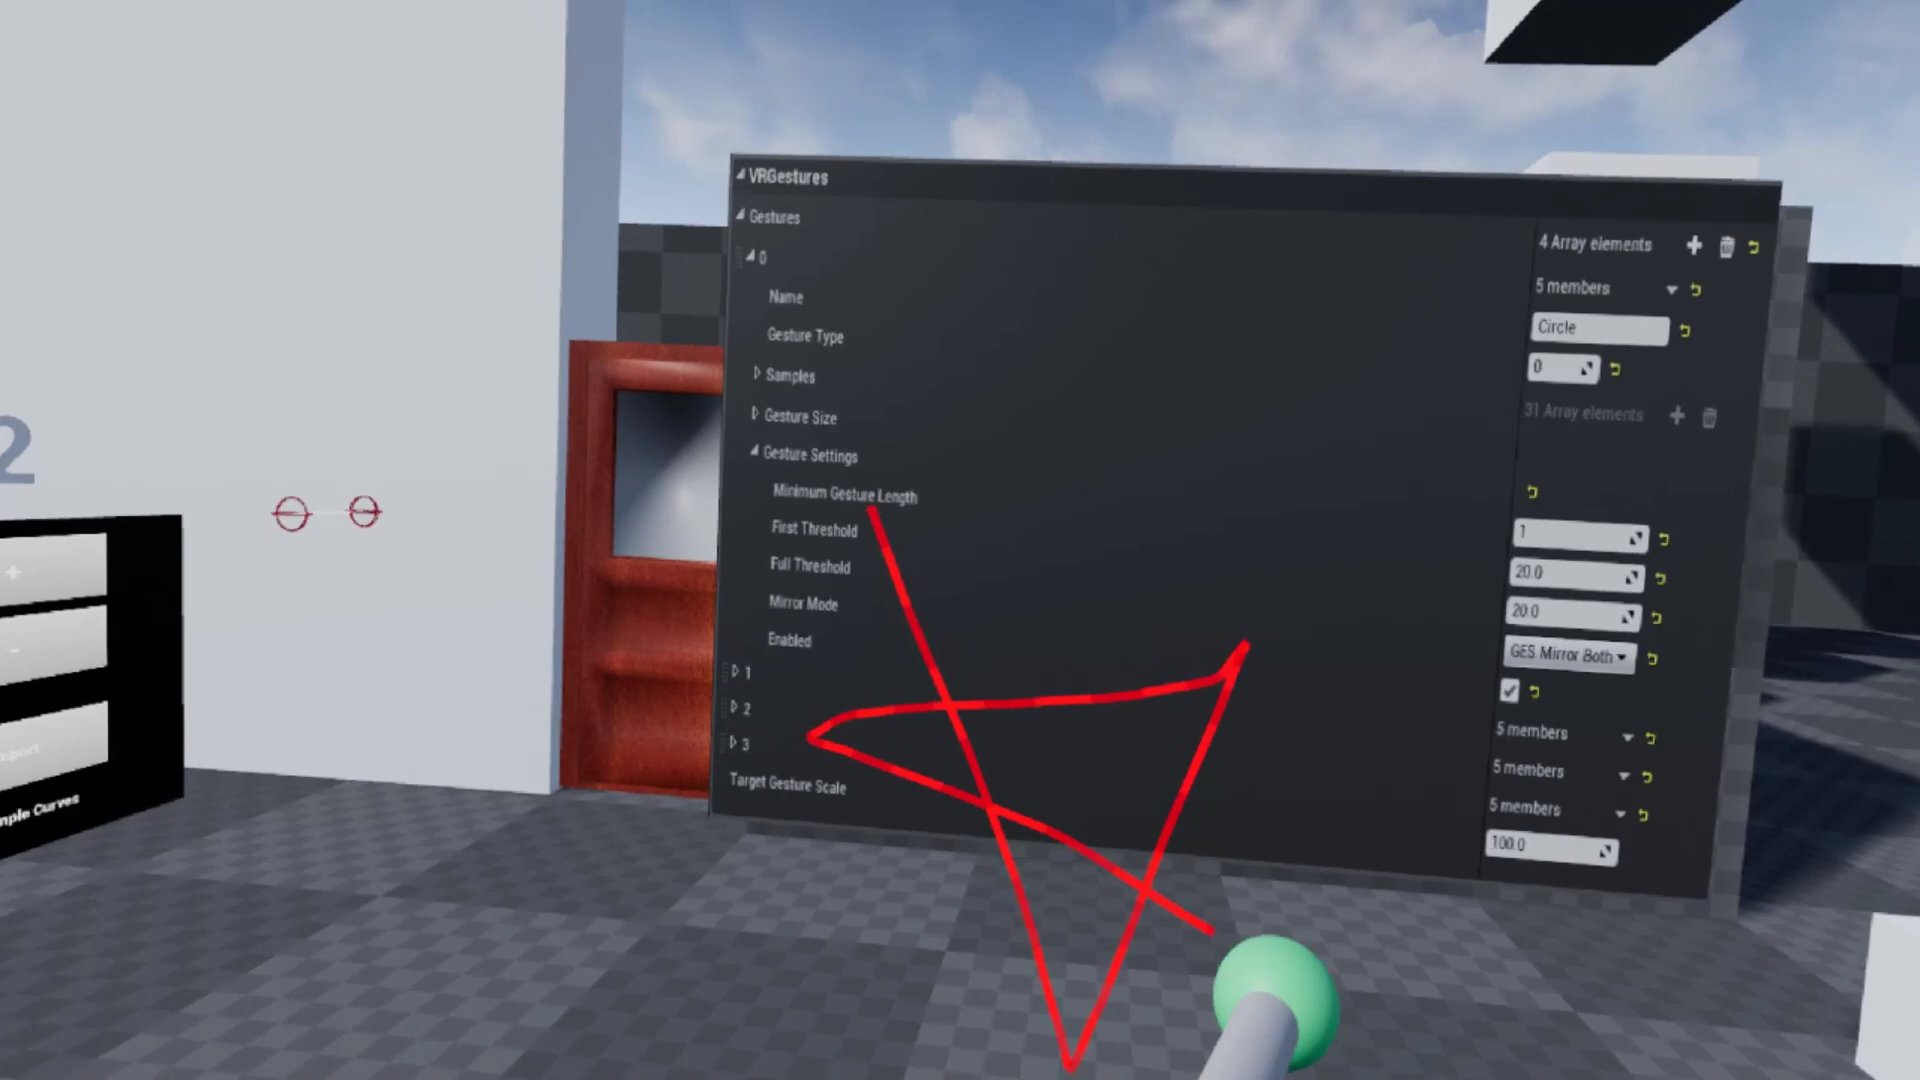 VRGestures
Gestures
4 Array elements
0
5 members
Name
Circle
Gesture Type
0
Samples
31 Array elements
Gesture Size
Gesture Settings
Minimum Gesture Length
1
First Threshold
20.0
Full Threshold
20.0
Mirror Mode
GES Mirror Both
Enabled
1
5 members
2
5 members
3
5 members
Target Gesture Scale
100.0
2
+
-
Curves